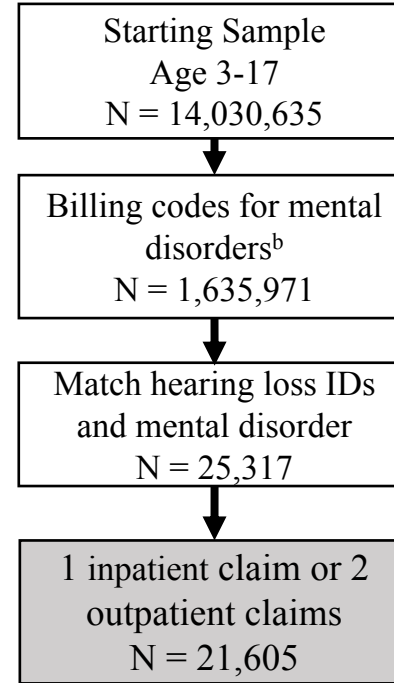 Starting Sample
Age 3-17
N = 14,030,635
Billing codes for mental
disordersᵇ
N = 1,635,971
Match hearing loss IDs
and mental disorder
N = 25,317
1 inpatient claim or 2
outpatient claims
N = 21,605